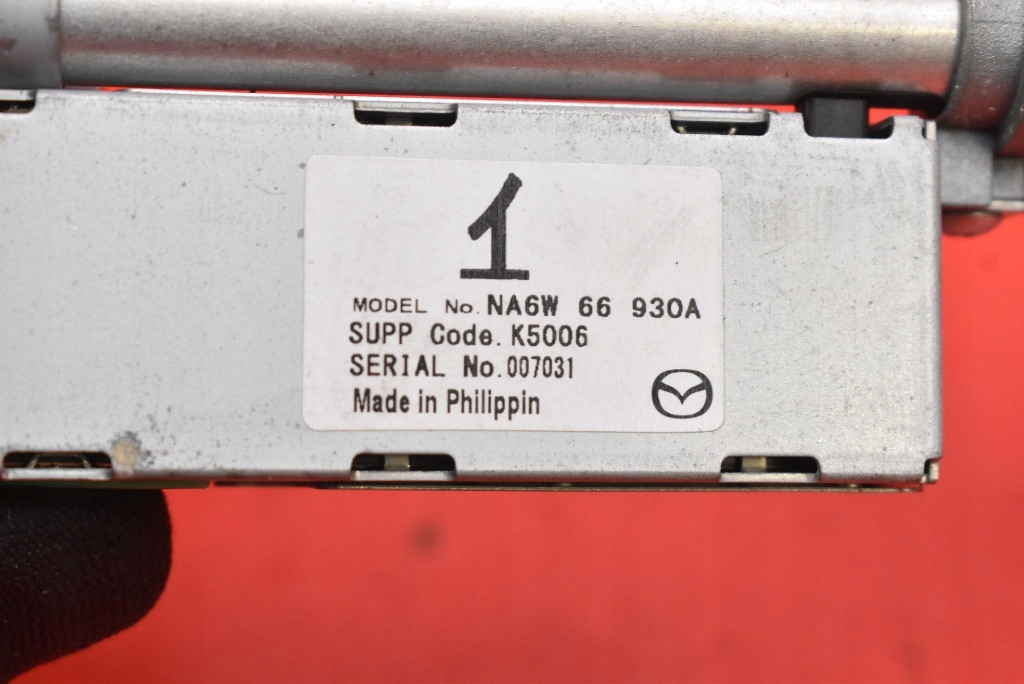 1
MODEL No. NA6W 66 930A
SUPP Code. K5006
SERIAL No. 007031
Made in Philippin